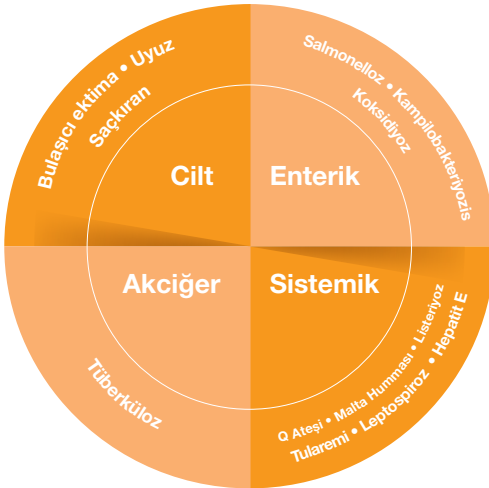 Bulaşıcı ektima • Uyuz
Saçkıran
Cilt
Salmonelloz • Kampilobakteriyozis
Koksidiyoz
Enterik
Akciğer
Tüberküloz
Sistemik
Q Ateşi • Malta Humması • Listeriyoz
Tularemi • Leptospiroz • Hepatit E